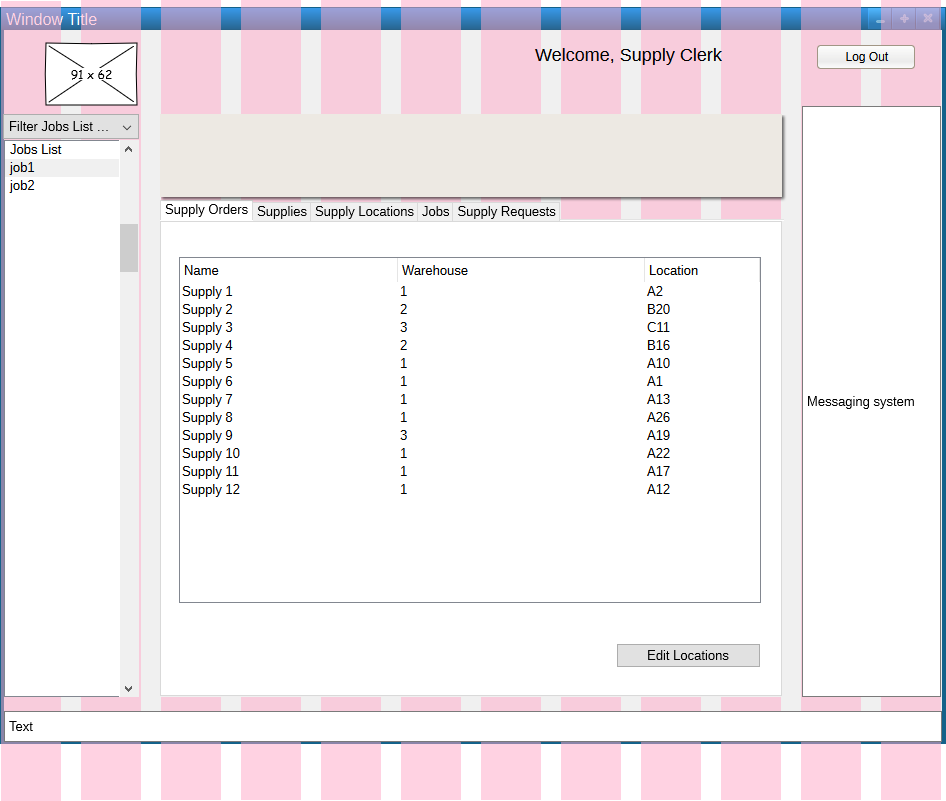 Window Title
91 x 62
Welcome, Supply Clerk
Log Out
Filter Jobs List ...
Jobs List
job1
job2
Supply Orders Supplies Supply Locations Jobs Supply Requests
Name Warehouse Location
Supply 1 1 A2
Supply 2 2 B20
Supply 3 3 C11
Supply 4 2 B16
Supply 5 1 A10
Supply 6 1 A1
Supply 7 1 A13
Supply 8 1 A26
Supply 9 3 A19
Supply 10 1 A22
Supply 11 1 A17
Supply 12 1 A12
Edit Locations
Messaging system
Text